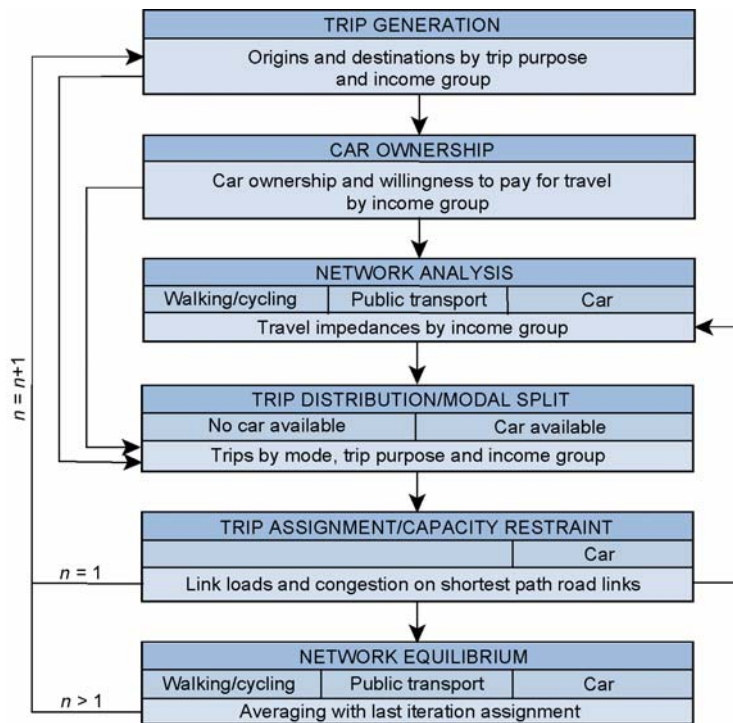 TRIP GENERATION
Origins and destinations by trip purpose
and income group
CAR OWNERSHIP
Car ownership and willingness to pay for travel
by income group
NETWORK ANALYSIS
Walking/cycling
Public transport
Car
Travel impedances by income group
n = n+1
TRIP DISTRIBUTION/MODAL SPLIT
No car available
Car available
Trips by mode, trip purpose and income group
TRIP ASSIGNMENT/CAPACITY RESTRAINT
Car
n = 1
Link loads and congestion on shortest path road links
NETWORK EQUILIBRIUM
Walking/cycling
Public transport
Car
n > 1
Averaging with last iteration assignment